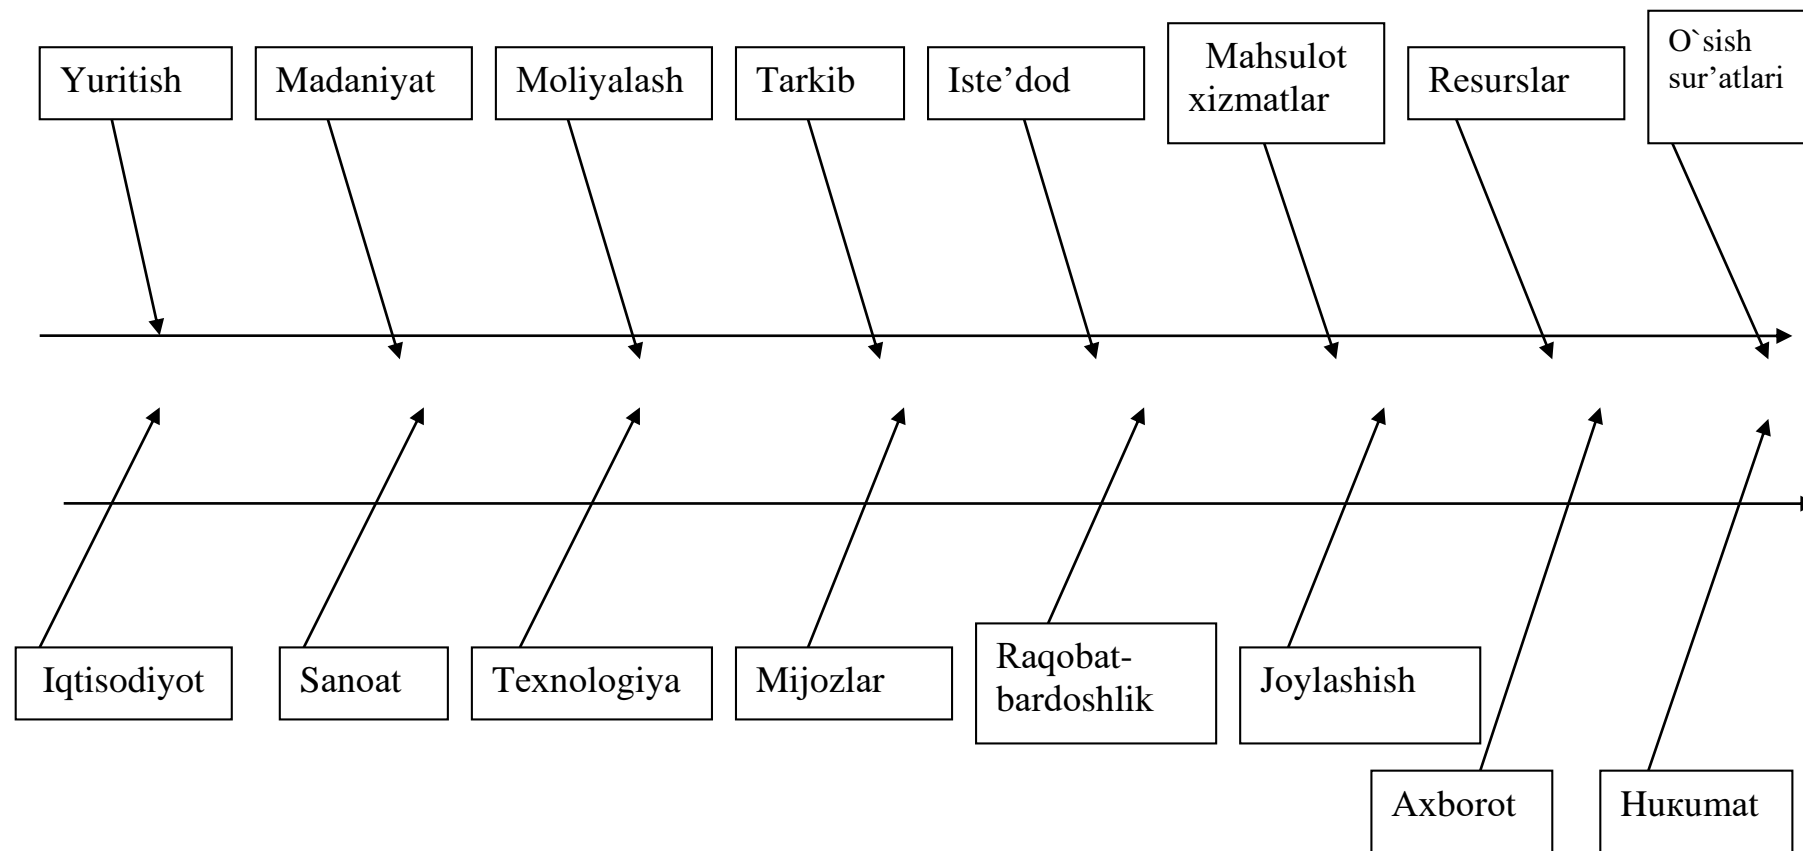 Yuritish
Madaniyat
Moliyalash
Tarkib
Iste’dod
Mahsulot
xizmatlar
Resurslar
O`sish
sur’atlari
Iqtisodiyot
Sanoat
Texnologiya
Mijozlar
Raqobat-
bardoshlik
Joylashish
Axborot
Huкumat